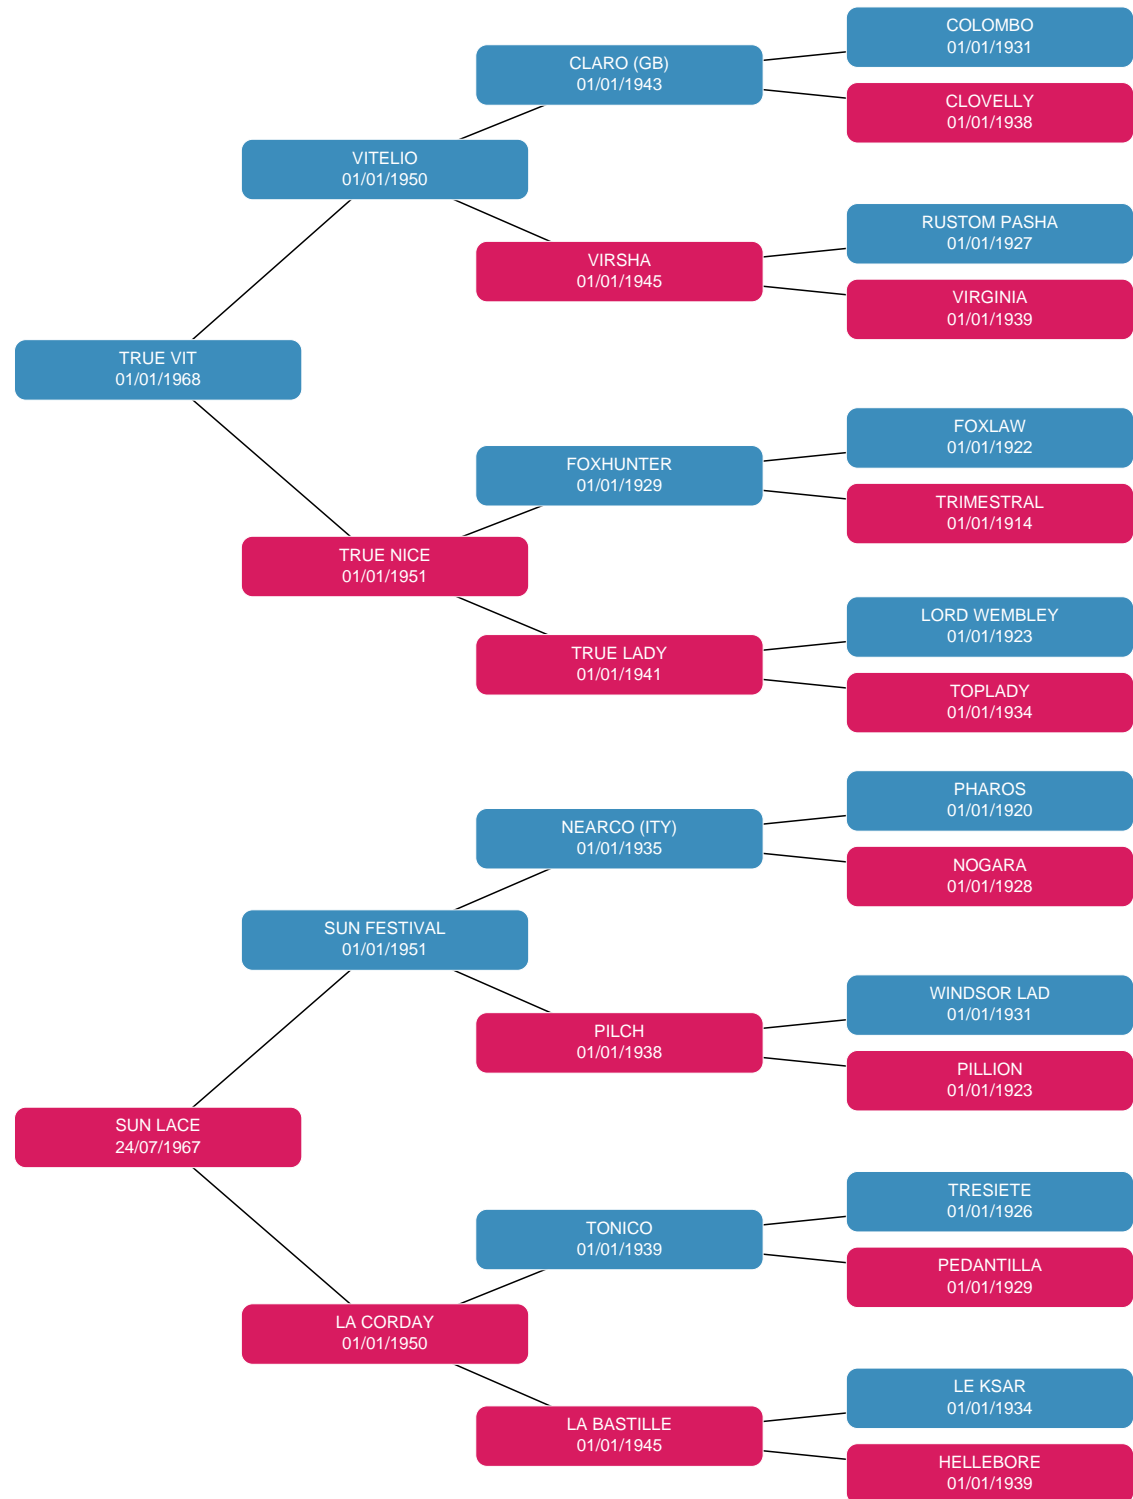 COLOMBO
01/01/1931
CLARO (GB)
01/01/1943
CLOVELLY
01/01/1938
VITELIO
01/01/1950
RUSTOM PASHA
01/01/1927
VIRSHA
01/01/1945
VIRGINIA
01/01/1939
TRUE VIT
01/01/1968
FOXLAW
01/01/1922
FOXHUNTER
01/01/1929
TRIMESTRAL
01/01/1914
TRUE NICE
01/01/1951
LORD WEMBLEY
01/01/1923
TRUE LADY
01/01/1941
TOPLADY
01/01/1934
PHAROS
01/01/1920
NEARCO (ITY)
01/01/1935
NOGARA
01/01/1928
SUN FESTIVAL
01/01/1951
WINDSOR LAD
01/01/1931
PILCH
01/01/1938
PILLION
01/01/1923
SUN LACE
24/07/1967
TRESIETE
01/01/1926
TONICO
01/01/1939
PEDANTILLA
01/01/1929
LA CORDAY
01/01/1950
LE KSAR
01/01/1934
LA BASTILLE
01/01/1945
HELLEBORE
01/01/1939